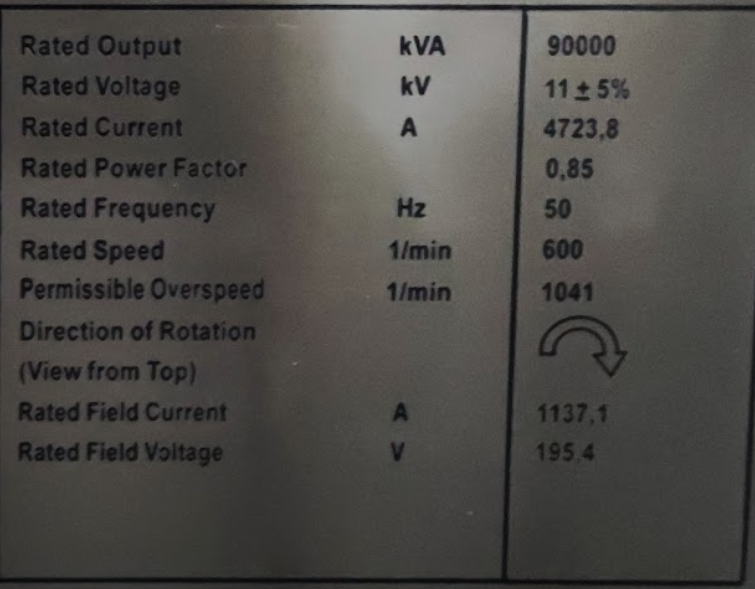 Rated Output kVA 90000
Rated Voltage kV 11 ± 5%
Rated Current A 4723,8
Rated Power Factor 0,85
Rated Frequency Hz 50
Rated Speed 1/min 600
Permissible Overspeed 1/min 1041
Direction of Rotation
(View from Top)
Rated Field Current A 1137,1
Rated Field Voltage V 195,4